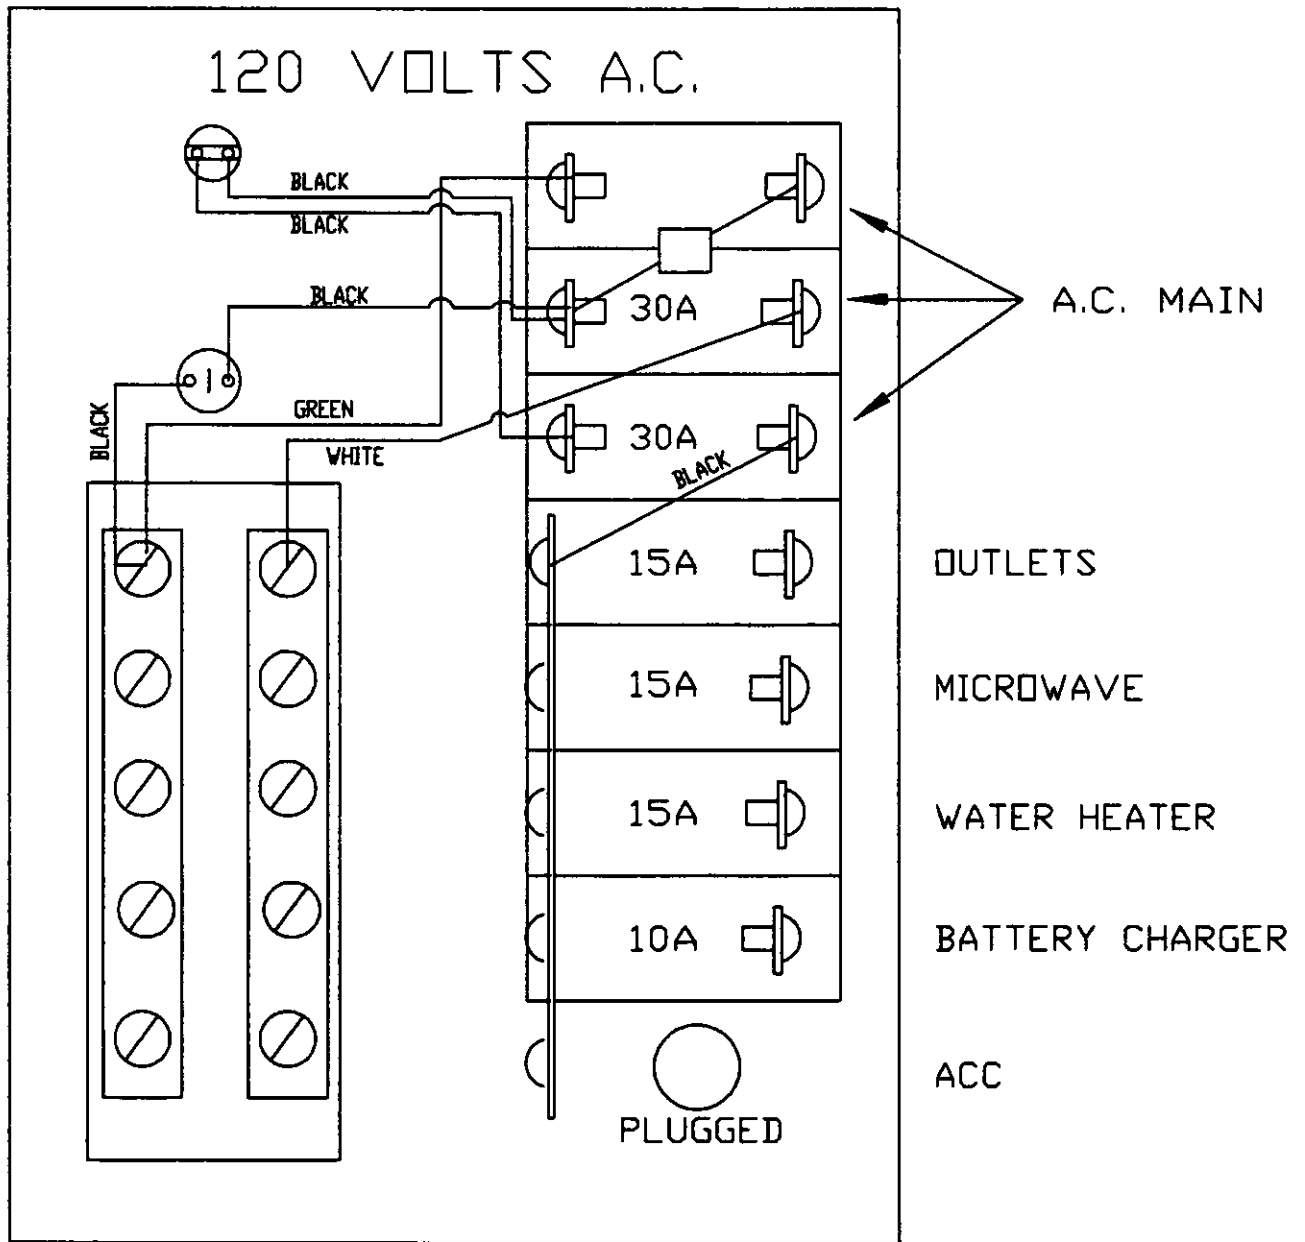 120 VOLTS A.C.
BLACK
BLACK
BLACK
30A
A.C. MAIN
BLACK
GREEN
WHITE
30A
BLACK
15A
OUTLETS
15A
MICROWAVE
15A
WATER HEATER
10A
BATTERY CHARGER
ACC
PLUGGED